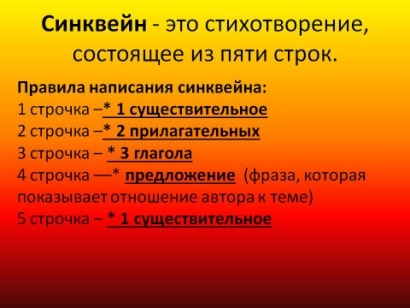 Синквейн - это стихотворение,
состоящее из пяти строк.
Правила написания синквейна:
1 строчка –* 1 существительное
2 строчка –* 2 прилагательных
3 строчка – * 3 глагола
4 строчка —* предложение (фраза, которая
показывает отношение автора к теме)
5 строчка – * 1 существительное